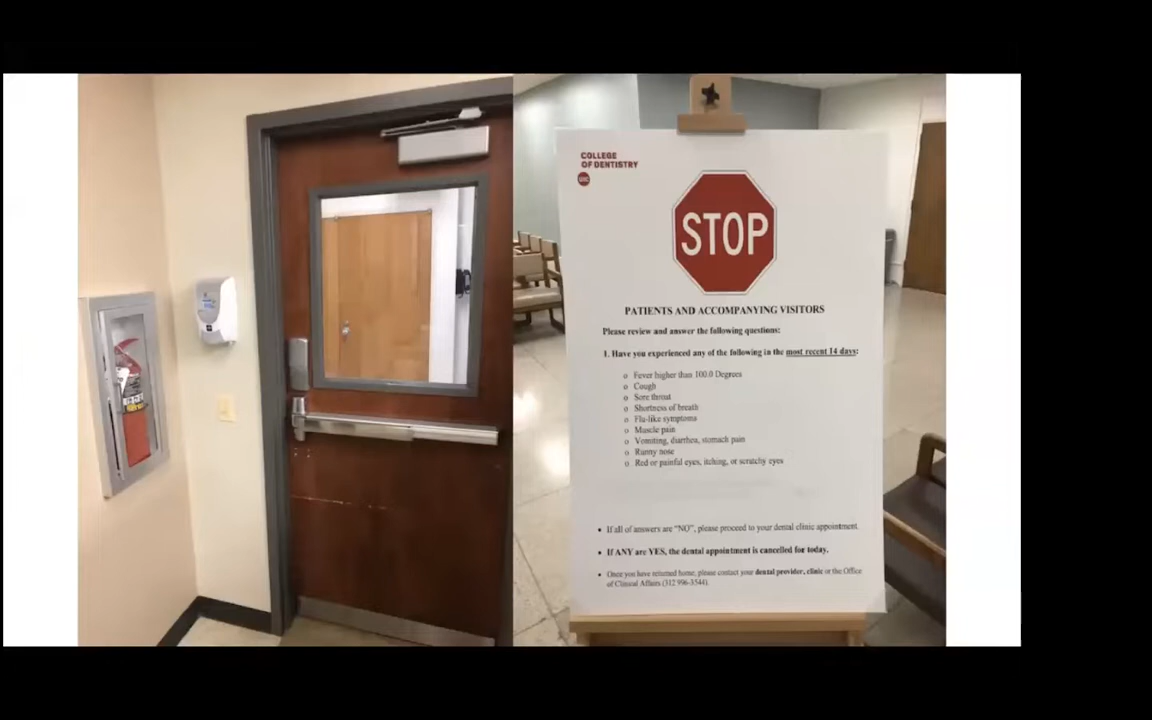 COLLEGE
OF DENTISTRY
UIC
STOP
PATIENTS AND ACCOMPANYING VISITORS
Please review and answer the following questions:
1. Have you experienced any of the following in the most recent 14 days:
o Fever higher than 100.0 Degrees
o Cough
o Sore throat
o Shortness of breath
o Flu-like symptoms
o Muscle pain
o Vomiting, diarrhea, stomach pain
o Runny nose
o Red or painful eyes, itching, or scratchy eyes
• If all of answers are “NO”, please proceed to your dental clinic appointment.
• If ANY are YES, the dental appointment is cancelled for today.
• Once you have returned home, please contact your dental provider, clinic or the Office
of Clinical Affairs (312 996-3544).